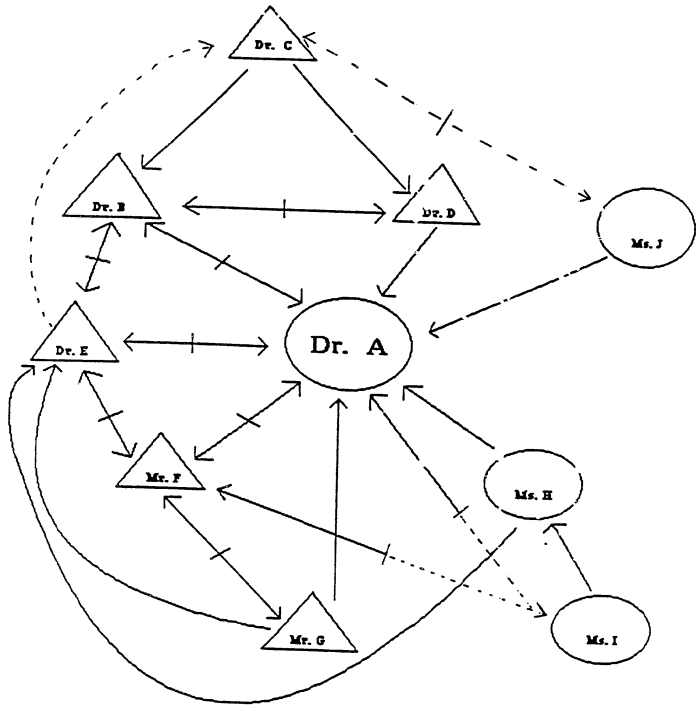 Dr. C
Dr. B
Dr. D
Ms. J
Dr. E
Dr. A
Mr. F
Ms. H
Mr. G
Ms. I